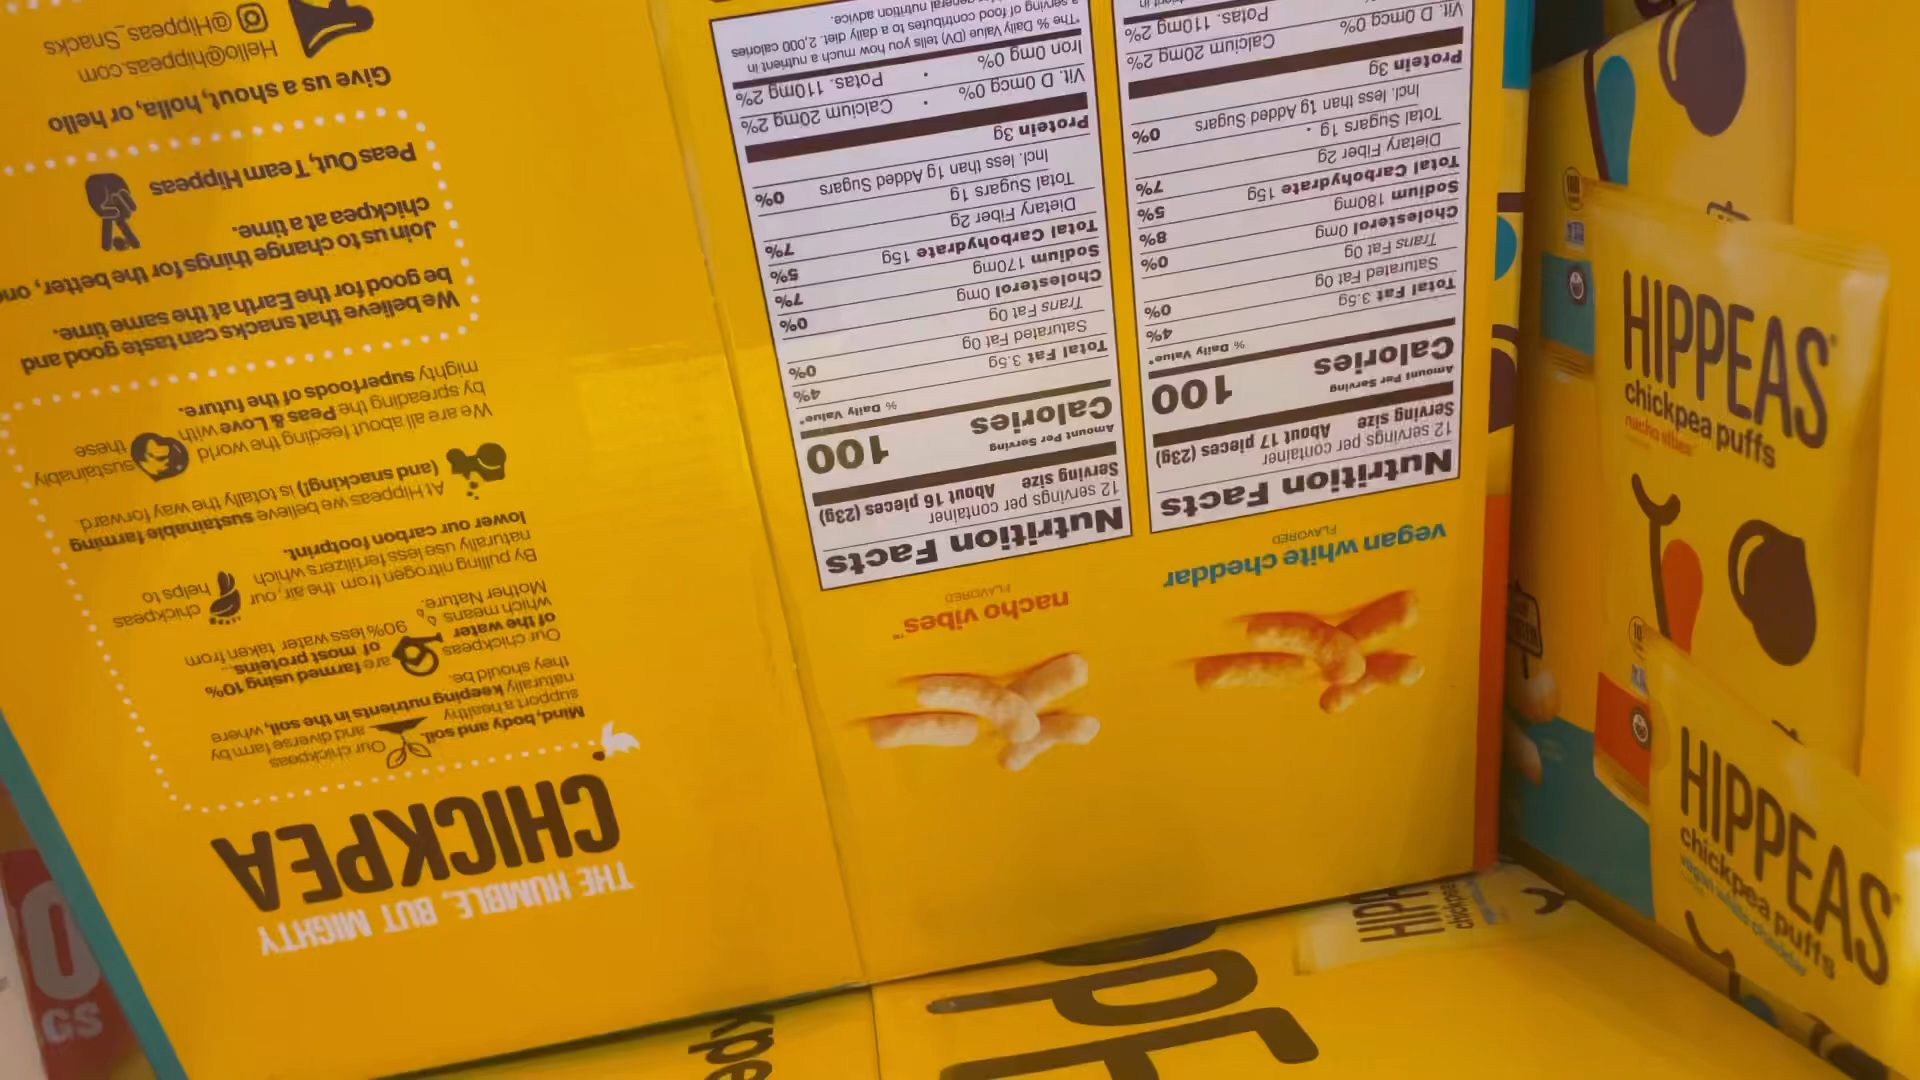 THE HUMBLE, BUT MIGHTY
CHICKPEA
Mind, body and soil.
Our chickpeas
support a healthy
and diverse farm by
naturally keeping nutrients in the soil, where
they should be.
Our chickpeas
are farmed using 10%
of the water
of most proteins...
which means
90% less water taken from
Mother Nature.
By pulling nitrogen from the air, our
chickpeas
naturally use less fertilizers which
helps to
lower our carbon footprint.
At Hippeas we believe sustainable farming
(and snacking!) is totally the way forward.
We are all about feeding the world
sustainably
by spreading the Peas & Love with
these
mighty superfoods of the future.
We believe that snacks can taste good and
be good for the Earth at the same time.
Join us to change things for the better, one
chickpea at a time.
Peas Out, Team Hippeas
Give us a shout, holla, or hello
Hello@hippeas.com
@Hippeas_Snacks
nacho vibes™
FLAVORED
Nutrition Facts
12 servings per container
Serving size About 16 pieces (23g)
Amount Per Serving
Calories 100
% Daily Value*
Total Fat 3.5g 4%
Saturated Fat 0g 0%
Trans Fat 0g
Cholesterol 0mg 0%
Sodium 170mg 7%
Total Carbohydrate 15g 5%
Dietary Fiber 2g 7%
Total Sugars 1g
Incl. less than 1g Added Sugars 0%
Protein 3g
Vit. D 0mcg 0% • Calcium 20mg 2%
Iron 0mg 0% • Potas. 110mg 2%
*The % Daily Value (DV) tells you how much a nutrient in
a serving of food contributes to a daily diet. 2,000 calories
general nutrition advice.
vegan white cheddar
FLAVORED
Nutrition Facts
12 servings per container
Serving size About 17 pieces (23g)
Amount Per Serving
Calories 100
% Daily Value*
Total Fat 3.5g 4%
Saturated Fat 0g 0%
Trans Fat 0g
Cholesterol 0mg 0%
Sodium 180mg 8%
Total Carbohydrate 15g 5%
Dietary Fiber 2g 7%
Total Sugars 1g
Incl. less than 1g Added Sugars 0%
Protein 3g
Vit. D 0mcg 0% Calcium 20mg 2%
Potas. 110mg 2%
HIPPEAS®
chickpea puffs
nacho vibes
HIPPEAS®
chickpea puffs
vegan white cheddar
GS